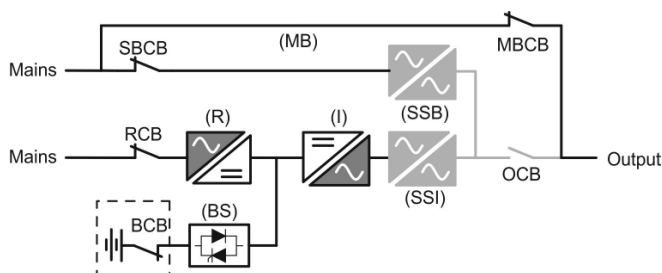 SBCB
(MB)
MBCB
Mains
(SSB)
RCB
(R)
(I)
Mains
(SSI)
OCB
Output
BCB
(BS)